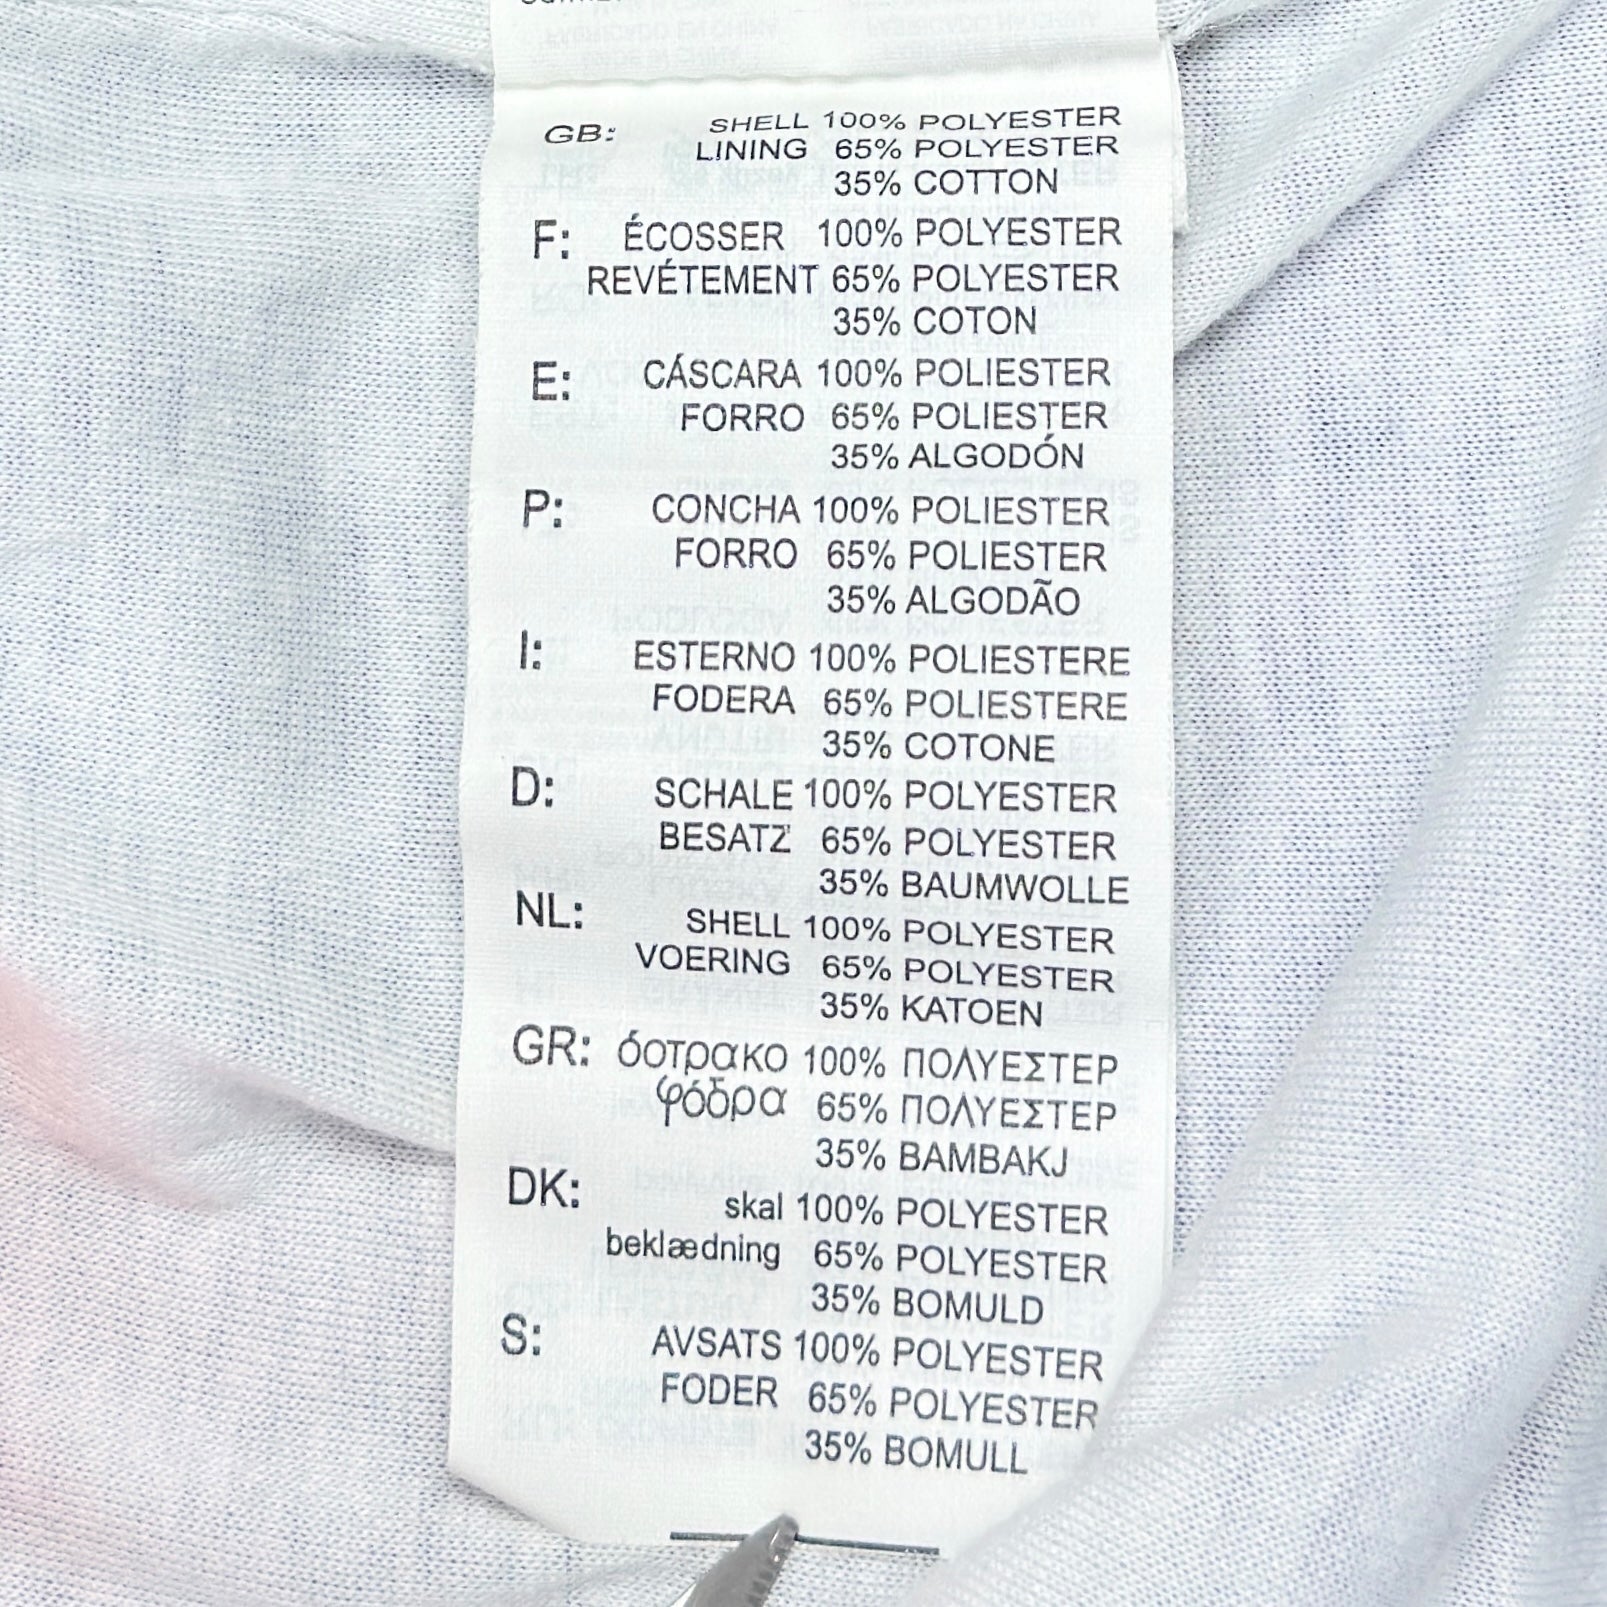 GB: SHELL 100% POLYESTER
LINING 65% POLYESTER
35% COTTON
F: ÉCOSSER 100% POLYESTER
REVÉTEMENT 65% POLYESTER
35% COTON
E: CÁSCARA 100% POLIESTER
FORRO 65% POLIESTER
35% ALGODÓN
P: CONCHA 100% POLIESTER
FORRO 65% POLIESTER
35% ALGODÃO
I: ESTERNO 100% POLIESTERE
FODERA 65% POLIESTERE
35% COTONE
D: SCHALE 100% POLYESTER
BESATZ 65% POLYESTER
35% BAUMWOLLE
NL: SHELL 100% POLYESTER
VOERING 65% POLYESTER
35% KATOEN
GR: όοτρακο 100% ΠΟΛΥΕΣΤΕΡ
φόδρα 65% ΠΟΛΥΕΣΤΕΡ
35% BAMBAKJ
DK: skal 100% POLYESTER
beklædning 65% POLYESTER
35% BOMULD
S: AVSATS 100% POLYESTER
FODER 65% POLYESTER
35% BOMULL